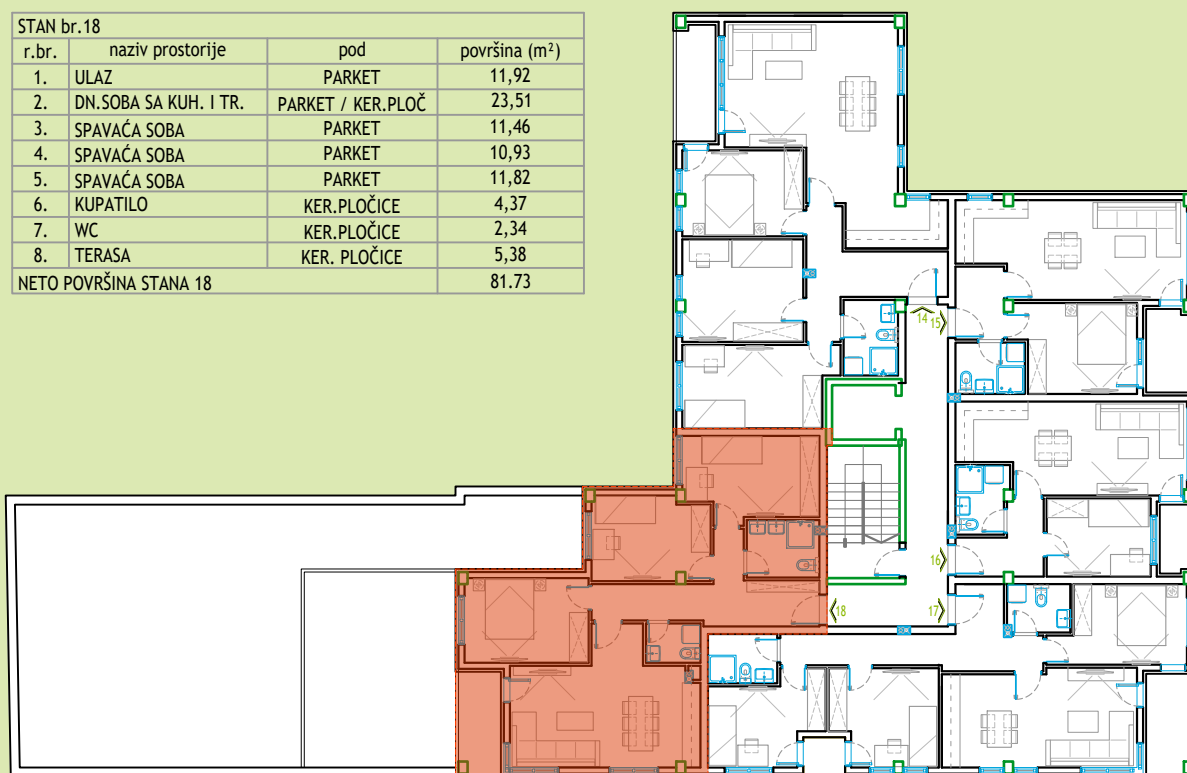 STAN br.18
r.br. naziv prostorije pod površina (m²)
1. ULAZ PARKET 11,92
2. DN.SOBA SA KUH. I TR. PARKET / KER.PLOČ 23,51
3. SPAVAĆA SOBA PARKET 11,46
4. SPAVAĆA SOBA PARKET 10,93
5. SPAVAĆA SOBA PARKET 11,82
6. KUPATILO KER.PLOČICE 4,37
7. WC KER.PLOČICE 2,34
8. TERASA KER. PLOČICE 5,38
NETO POVRŠINA STANA 18 81.73
14
15
16
18
17